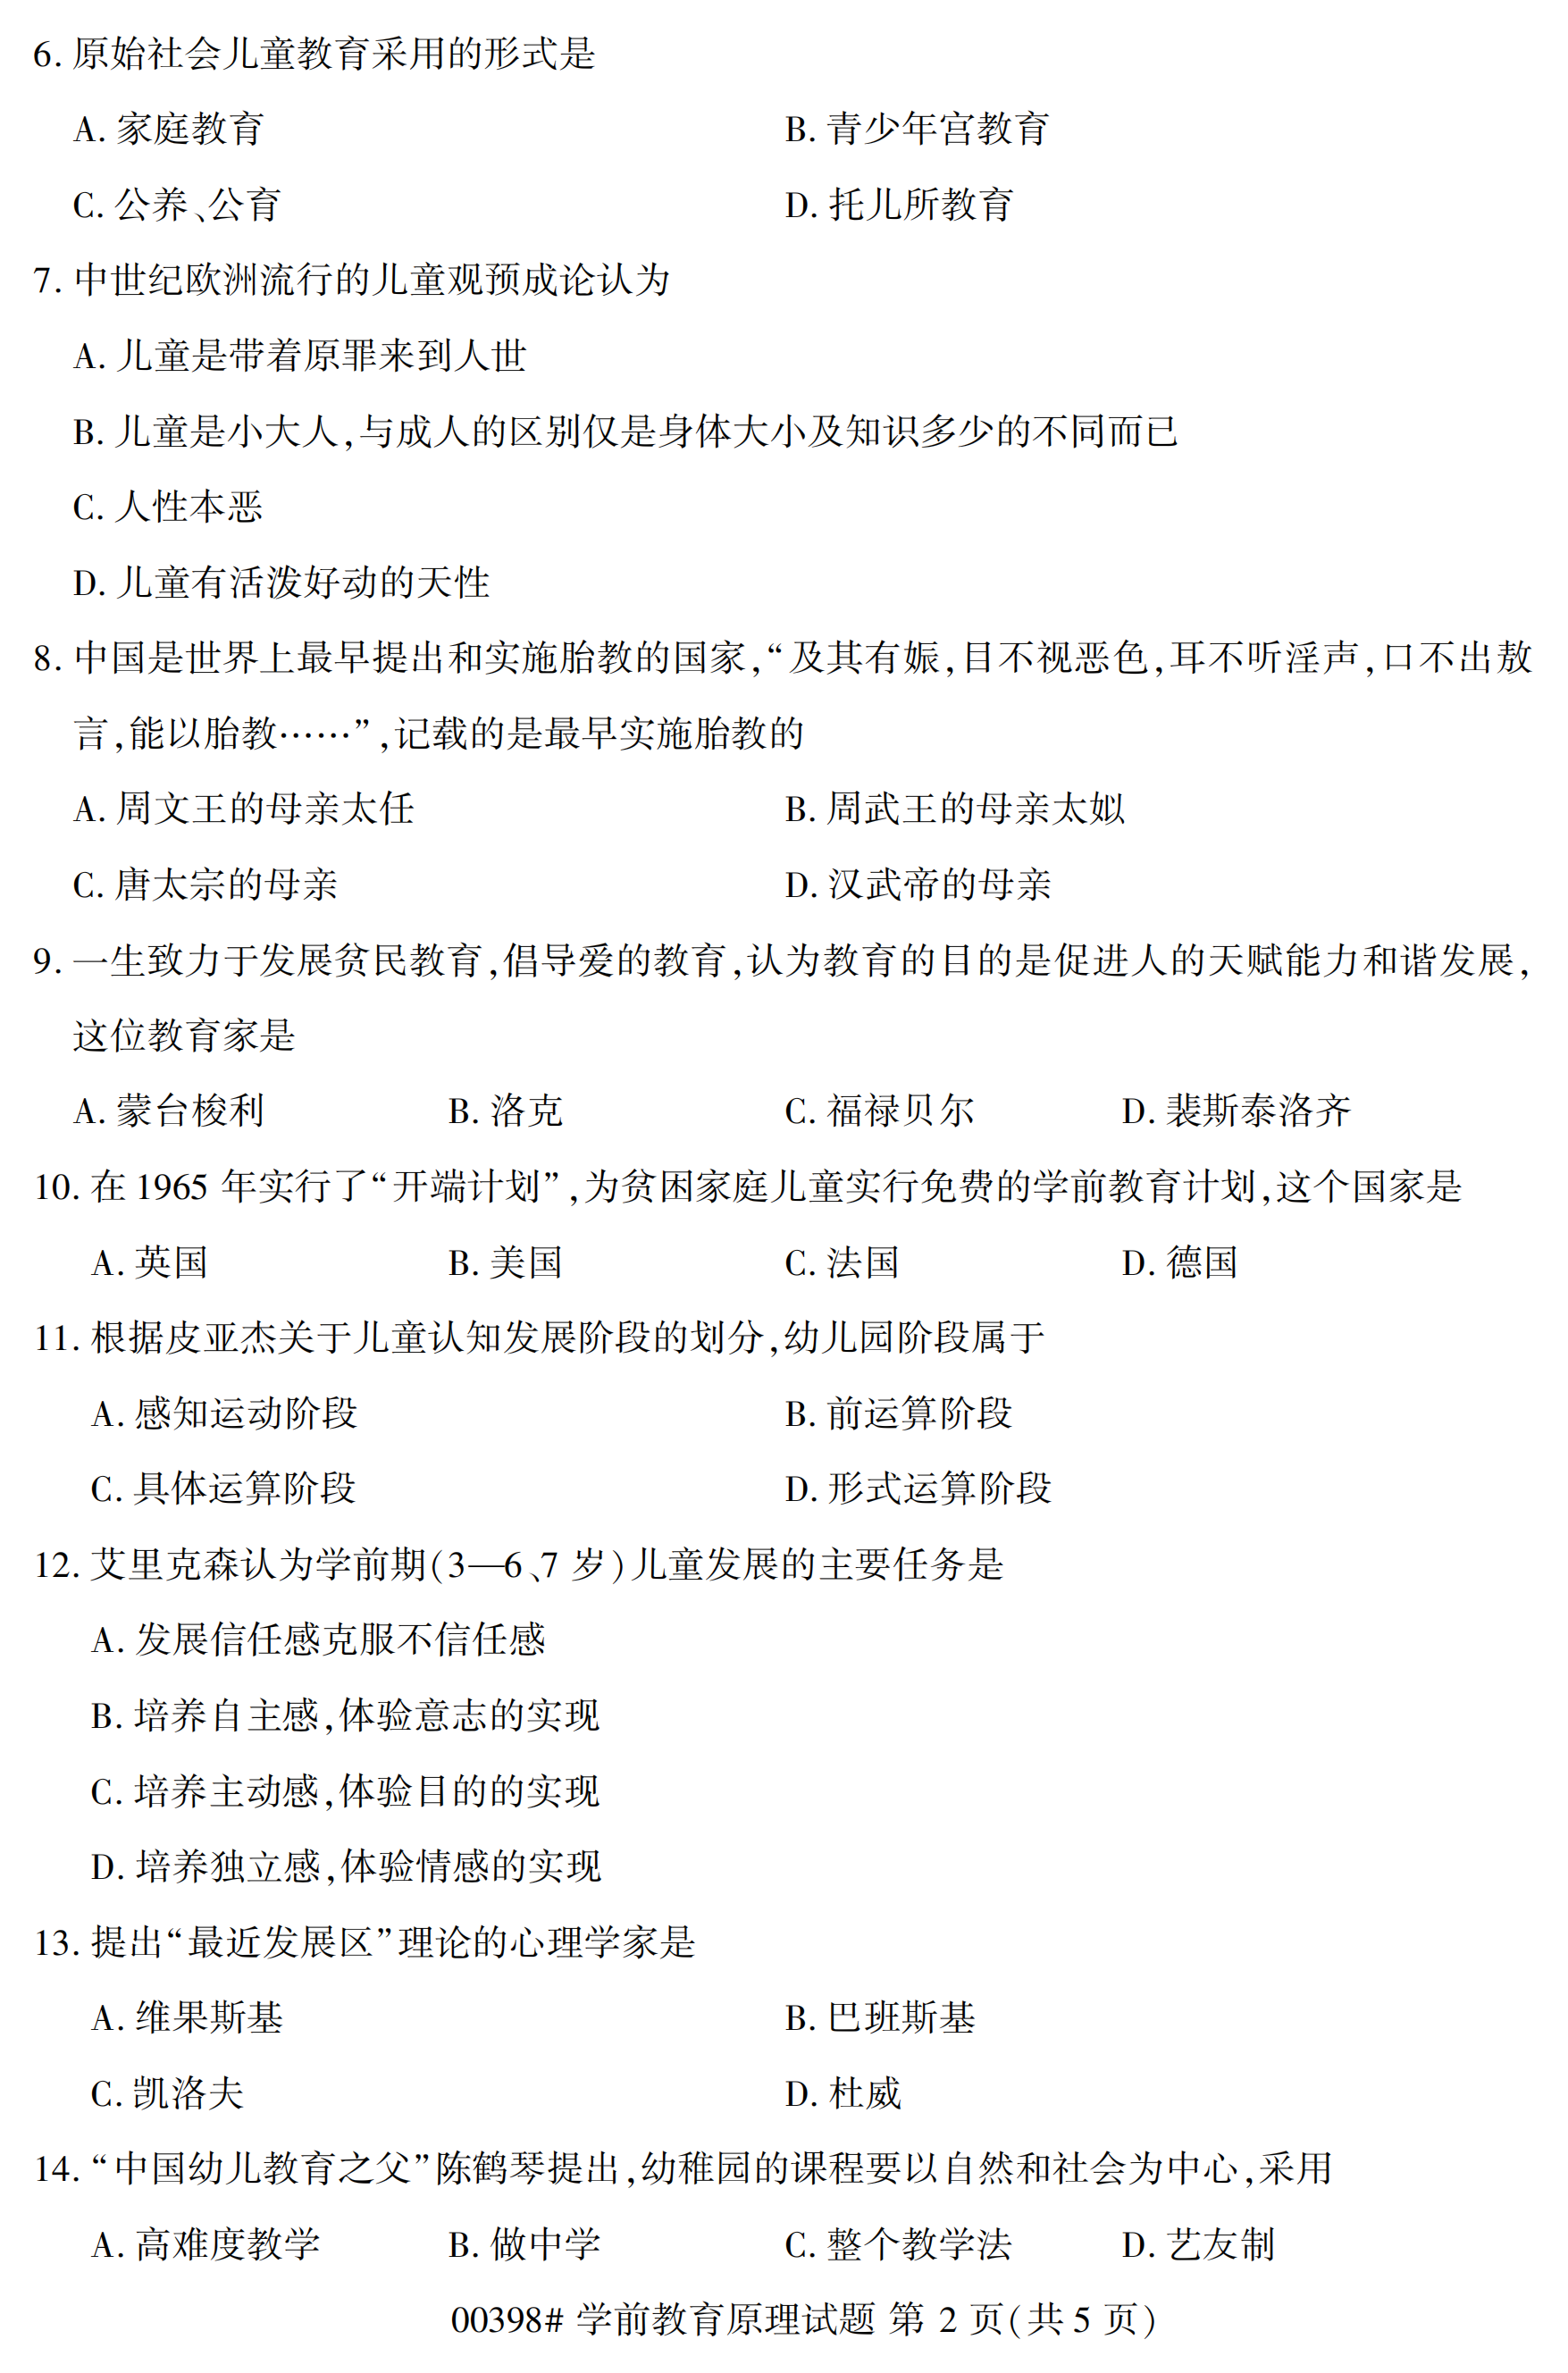 6. 原始社会儿童教育采用的形式是
A. 家庭教育 B. 青少年宫教育
C. 公养、公育 D. 托儿所教育
7. 中世纪欧洲流行的儿童观预成论认为
A. 儿童是带着原罪来到人世
B. 儿童是小大人,与成人的区别仅是身体大小及知识多少的不同而已
C. 人性本恶
D. 儿童有活泼好动的天性
8. 中国是世界上最早提出和实施胎教的国家,“及其有娠,目不视恶色,耳不听淫声,口不出敖
言,能以胎教……”,记载的是最早实施胎教的
A. 周文王的母亲太任 B. 周武王的母亲太姒
C. 唐太宗的母亲 D. 汉武帝的母亲
9. 一生致力于发展贫民教育,倡导爱的教育,认为教育的目的是促进人的天赋能力和谐发展,
这位教育家是
A. 蒙台梭利 B. 洛克 C. 福禄贝尔 D. 裴斯泰洛齐
10. 在 1965 年实行了“开端计划”,为贫困家庭儿童实行免费的学前教育计划,这个国家是
A. 英国 B. 美国 C. 法国 D. 德国
11. 根据皮亚杰关于儿童认知发展阶段的划分,幼儿园阶段属于
A. 感知运动阶段 B. 前运算阶段
C. 具体运算阶段 D. 形式运算阶段
12. 艾里克森认为学前期(3—6、7 岁)儿童发展的主要任务是
A. 发展信任感克服不信任感
B. 培养自主感,体验意志的实现
C. 培养主动感,体验目的的实现
D. 培养独立感,体验情感的实现
13. 提出“最近发展区”理论的心理学家是
A. 维果斯基 B. 巴班斯基
C. 凯洛夫 D. 杜威
14. “中国幼儿教育之父”陈鹤琴提出,幼稚园的课程要以自然和社会为中心,采用
A. 高难度教学 B. 做中学 C. 整个教学法 D. 艺友制
00398# 学前教育原理试题 第 2 页(共 5 页)